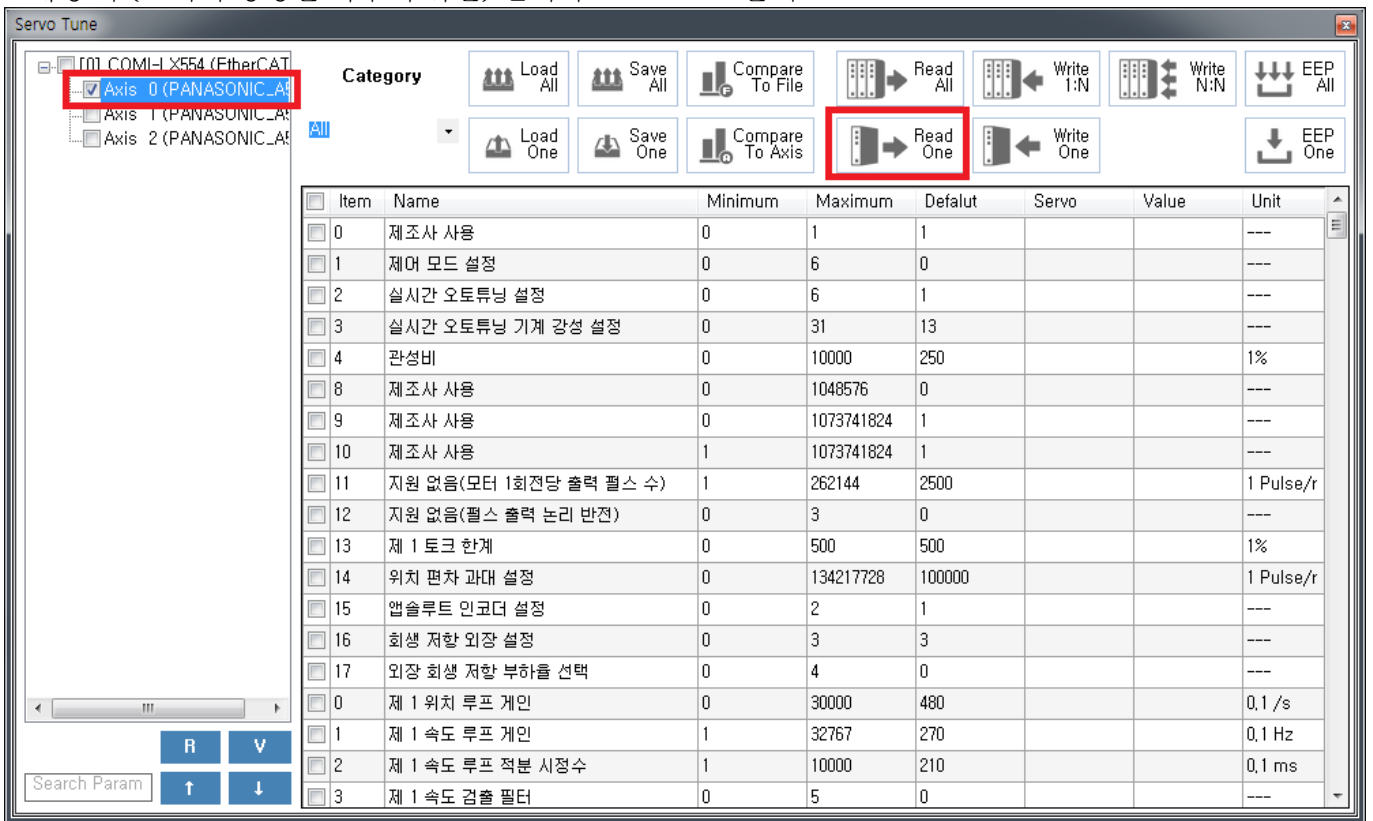 Servo Tune
[0] COMI-LX554 (EtherCAT
Axis 0 (PANASONIC_A5
Axis 1 (PANASONIC_A5
Axis 2 (PANASONIC_A5
Category
All
Load All
Save All
Compare To File
Read All
Write 1:N
Write N:N
EEP All
Load One
Save One
Compare To Axis
Read One
Write One
EEP One
Item Name Minimum Maximum Defalut Servo Value Unit
0 제조사 사용 0 1 1 ---
1 제어 모드 설정 0 6 0 ---
2 실시간 오토튜닝 설정 0 6 1 ---
3 실시간 오토튜닝 기계 강성 설정 0 31 13 ---
4 관성비 0 10000 250 1%
8 제조사 사용 0 1048576 0 ---
9 제조사 사용 0 1073741824 1 ---
10 제조사 사용 1 1073741824 1 ---
11 지원 없음(모터 1회전당 출력 펄스 수) 1 262144 2500 1 Pulse/r
12 지원 없음(펄스 출력 논리 반전) 0 3 0 ---
13 제 1 토크 한계 0 500 500 1%
14 위치 편차 과대 설정 0 134217728 100000 1 Pulse/r
15 앱솔루트 인코더 설정 0 2 1 ---
16 회생 저항 외장 설정 0 3 3 ---
17 외장 회생 저항 부하율 선택 0 4 0 ---
0 제 1 위치 루프 게인 0 30000 480 0,1 /s
1 제 1 속도 루프 게인 1 32767 270 0,1 Hz
2 제 1 속도 루프 적분 시정수 1 10000 210 0,1 ms
3 제 1 속도 검출 필터 0 5 0 ---
R V
Search Param ↑ ↓